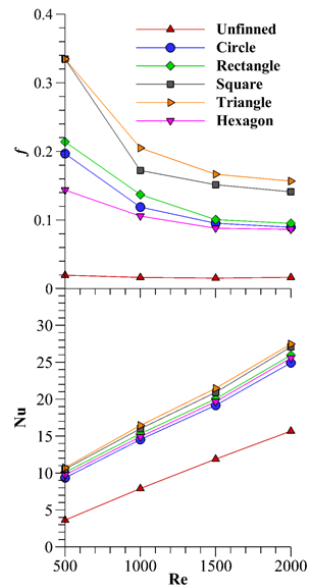 0.4
Unfinned
Circle
Rectangle
0.3
Square
Triangle
Hexagon
f
0.2
0.1
0
30
25
20
Nu
15
10
5
0
500 1000 1500 2000
Re